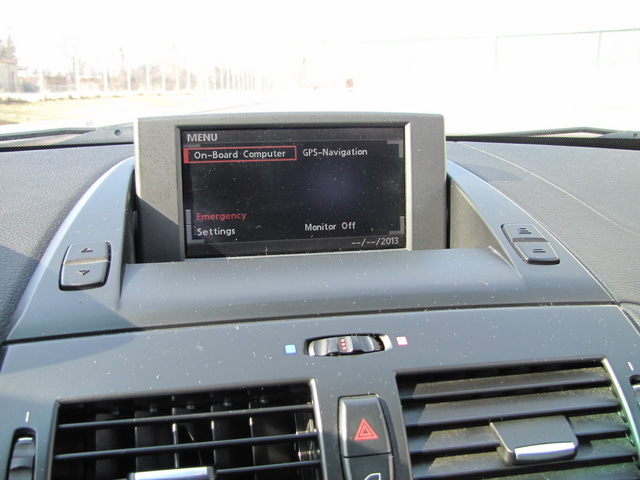 MENU
On-Board Computer GPS-Navigation
Emergency
Settings Monitor Off
--/--/2013